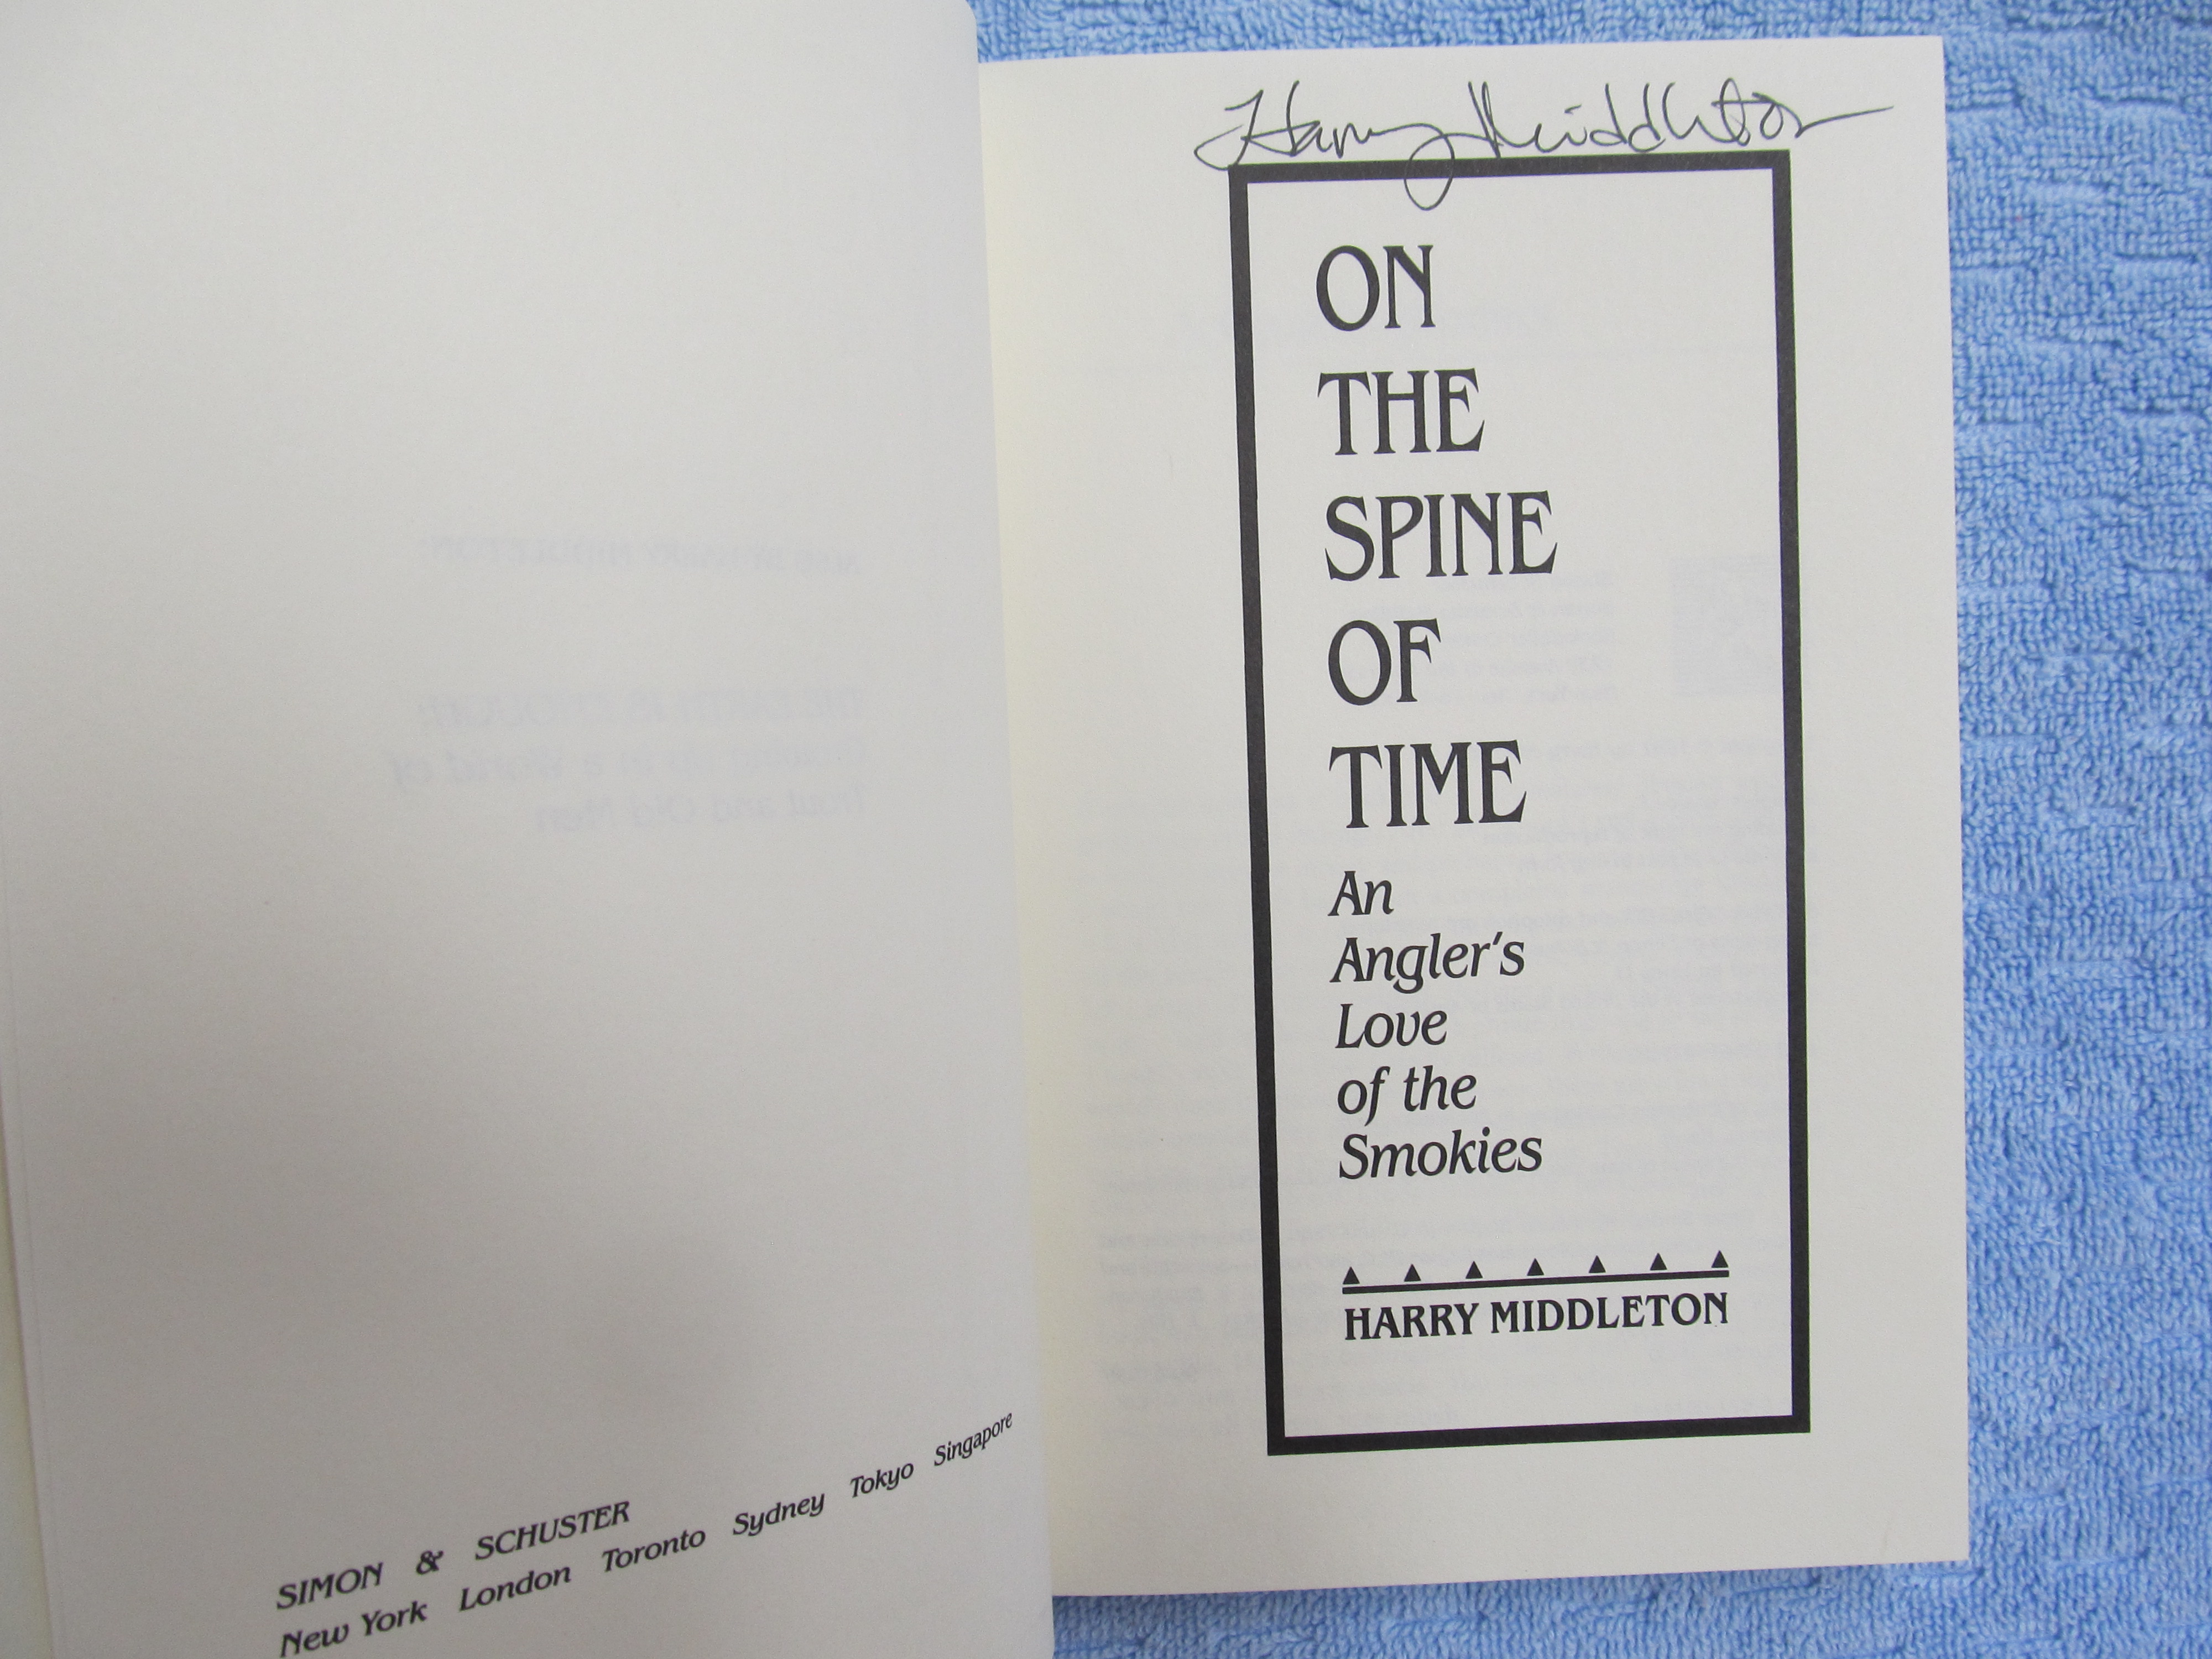 SIMON & SCHUSTER
New York London Toronto Sydney Tokyo Singapore
Harry Middleton
ON
THE
SPINE
OF
TIME
An
Angler's
Love
of the
Smokies
HARRY MIDDLETON